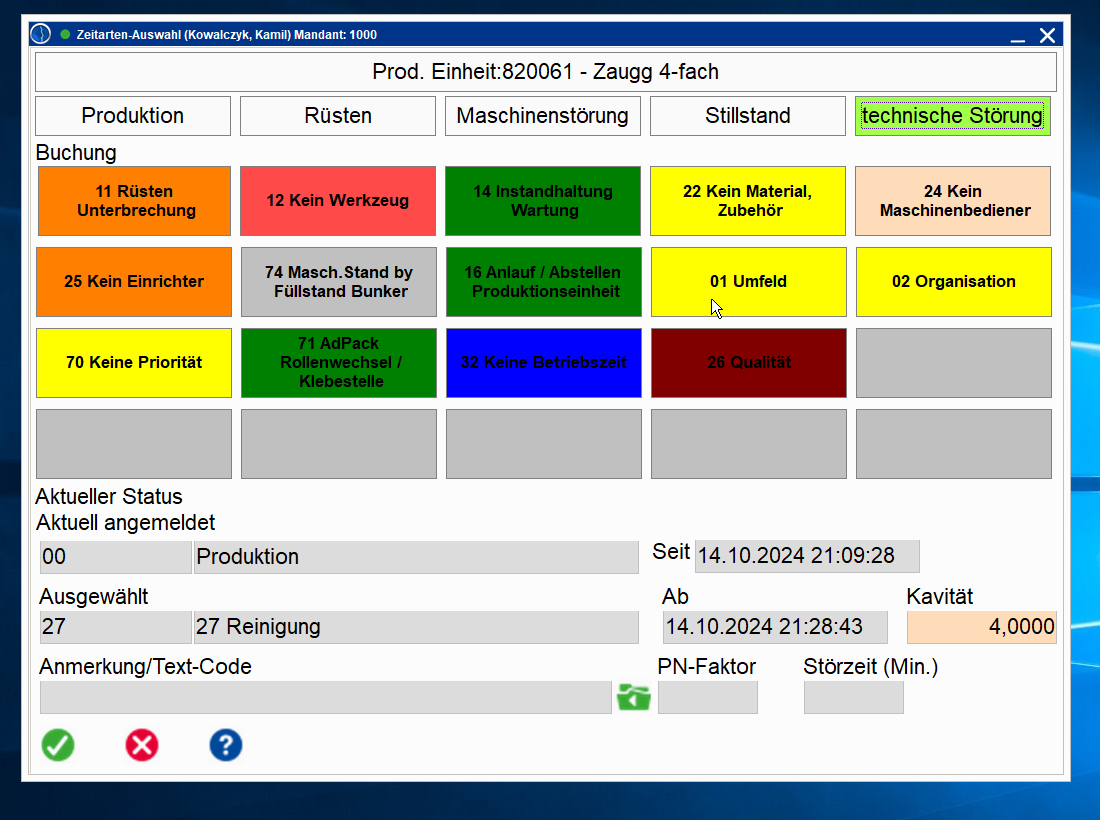 Zeitarten-Auswahl (Kowalczyk, Kamil) Mandant: 1000
Prod. Einheit:820061 - Zaugg 4-fach
Produktion
Rüsten
Maschinenstörung
Stillstand
technische Störung
Buchung
11 Rüsten
Unterbrechung
12 Kein Werkzeug
14 Instandhaltung
Wartung
22 Kein Material,
Zubehör
24 Kein
Maschinenbediener
25 Kein Einrichter
74 Masch.Stand by
Füllstand Bunker
16 Anlauf / Abstellen
Produktionseinheit
01 Umfeld
02 Organisation
70 Keine Priorität
71 AdPack
Rollenwechsel /
Klebestelle
32 Keine Betriebszeit
26 Qualität
Aktueller Status
Aktuell angemeldet
00
Produktion
Seit
14.10.2024 21:09:28
Ausgewählt
Ab
Kavität
27
27 Reinigung
14.10.2024 21:28:43
4,0000
Anmerkung/Text-Code
PN-Faktor
Störzeit (Min.)